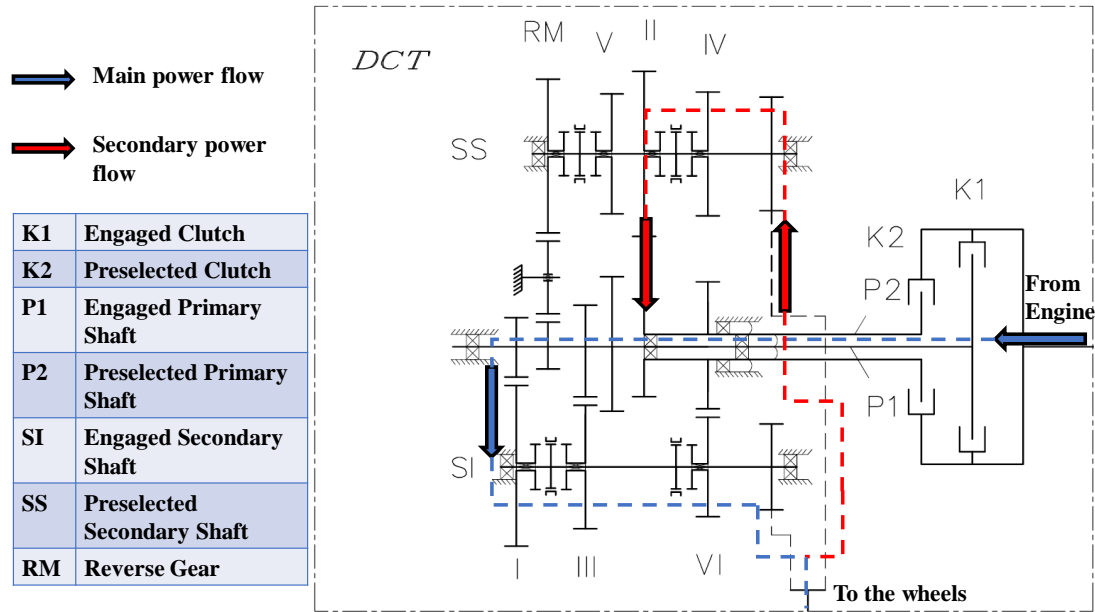 Main power flow
Secondary power
flow
K1 Engaged Clutch
K2 Preselected Clutch
P1 Engaged Primary
Shaft
P2 Preselected Primary
Shaft
SI Engaged Secondary
Shaft
SS Preselected
Secondary Shaft
RM Reverse Gear
DCT
RM
V
II
IV
SS
K1
K2
P2
From
Engine
P1
SI
I
III
VI
To the wheels